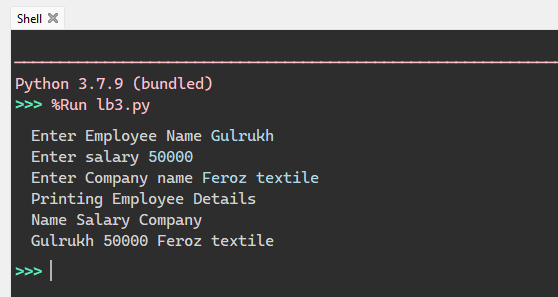 Shell
Python 3.7.9 (bundled)
>>> %Run lb3.py
Enter Employee Name Gulrukh
Enter salary 50000
Enter Company name Feroz textile
Printing Employee Details
Name Salary Company
Gulrukh 50000 Feroz textile
>>>